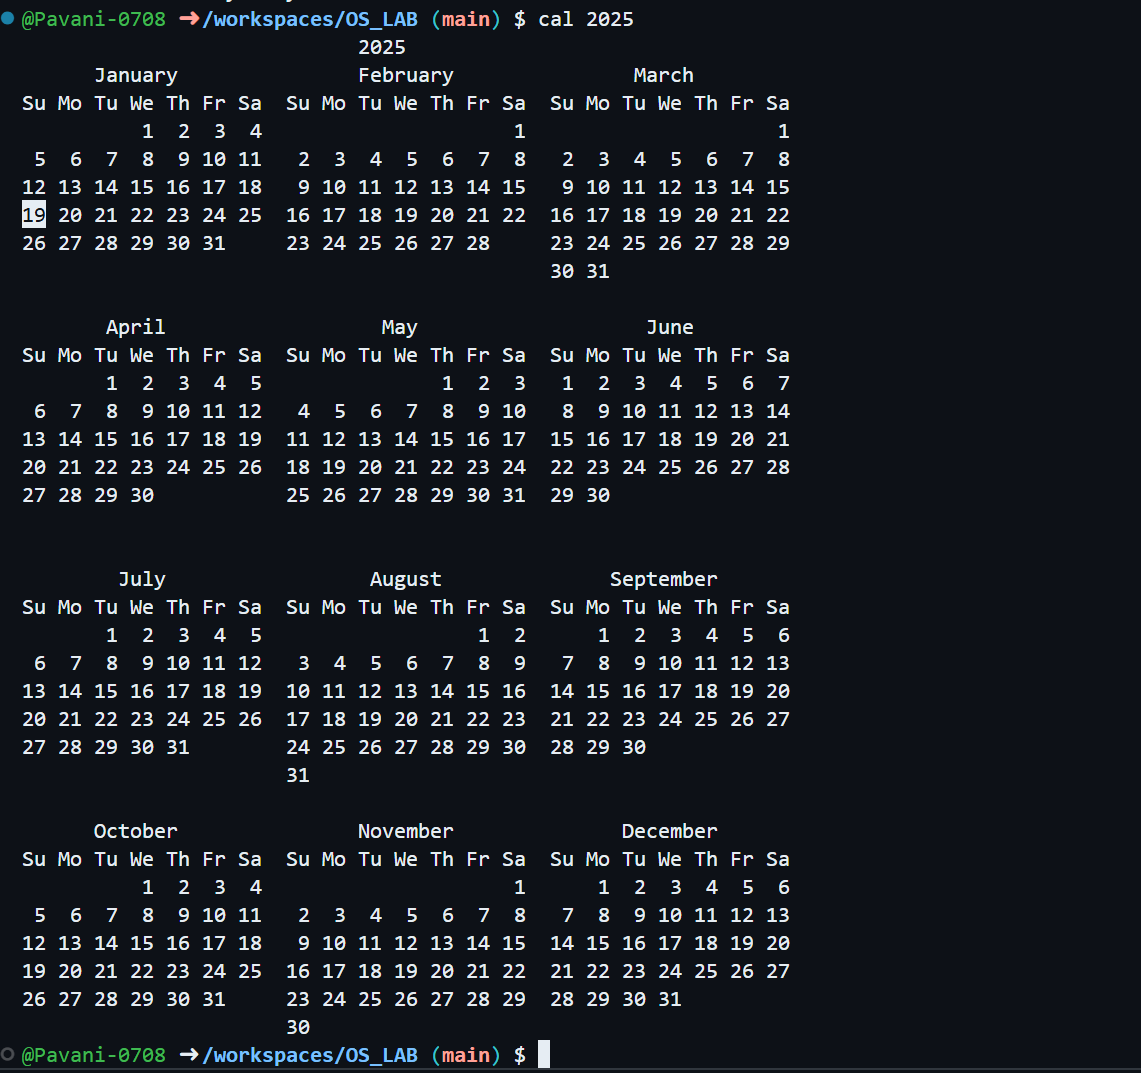 @Pavani-0708 ➜/workspaces/OS_LAB (main) $ cal 2025
                            2025
      January               February               March
Su Mo Tu We Th Fr Sa  Su Mo Tu We Th Fr Sa  Su Mo Tu We Th Fr Sa
          1  2  3  4                     1                     1
 5  6  7  8  9 10 11   2  3  4  5  6  7  8   2  3  4  5  6  7  8
12 13 14 15 16 17 18   9 10 11 12 13 14 15   9 10 11 12 13 14 15
19 20 21 22 23 24 25  16 17 18 19 20 21 22  16 17 18 19 20 21 22
26 27 28 29 30 31     23 24 25 26 27 28     23 24 25 26 27 28 29
                                            30 31
       April                  May                   June
Su Mo Tu We Th Fr Sa  Su Mo Tu We Th Fr Sa  Su Mo Tu We Th Fr Sa
       1  2  3  4  5               1  2  3   1  2  3  4  5  6  7
 6  7  8  9 10 11 12   4  5  6  7  8  9 10   8  9 10 11 12 13 14
13 14 15 16 17 18 19  11 12 13 14 15 16 17  15 16 17 18 19 20 21
20 21 22 23 24 25 26  18 19 20 21 22 23 24  22 23 24 25 26 27 28
27 28 29 30           25 26 27 28 29 30 31  29 30
        July                 August              September
Su Mo Tu We Th Fr Sa  Su Mo Tu We Th Fr Sa  Su Mo Tu We Th Fr Sa
       1  2  3  4  5                  1  2      1  2  3  4  5  6
 6  7  8  9 10 11 12   3  4  5  6  7  8  9   7  8  9 10 11 12 13
13 14 15 16 17 18 19  10 11 12 13 14 15 16  14 15 16 17 18 19 20
20 21 22 23 24 25 26  17 18 19 20 21 22 23  21 22 23 24 25 26 27
27 28 29 30 31        24 25 26 27 28 29 30  28 29 30
                      31
      October               November              December
Su Mo Tu We Th Fr Sa  Su Mo Tu We Th Fr Sa  Su Mo Tu We Th Fr Sa
          1  2  3  4                     1      1  2  3  4  5  6
 5  6  7  8  9 10 11   2  3  4  5  6  7  8   7  8  9 10 11 12 13
12 13 14 15 16 17 18   9 10 11 12 13 14 15  14 15 16 17 18 19 20
19 20 21 22 23 24 25  16 17 18 19 20 21 22  21 22 23 24 25 26 27
26 27 28 29 30 31     23 24 25 26 27 28 29  28 29 30 31
                      30
@Pavani-0708 ➜/workspaces/OS_LAB (main) $